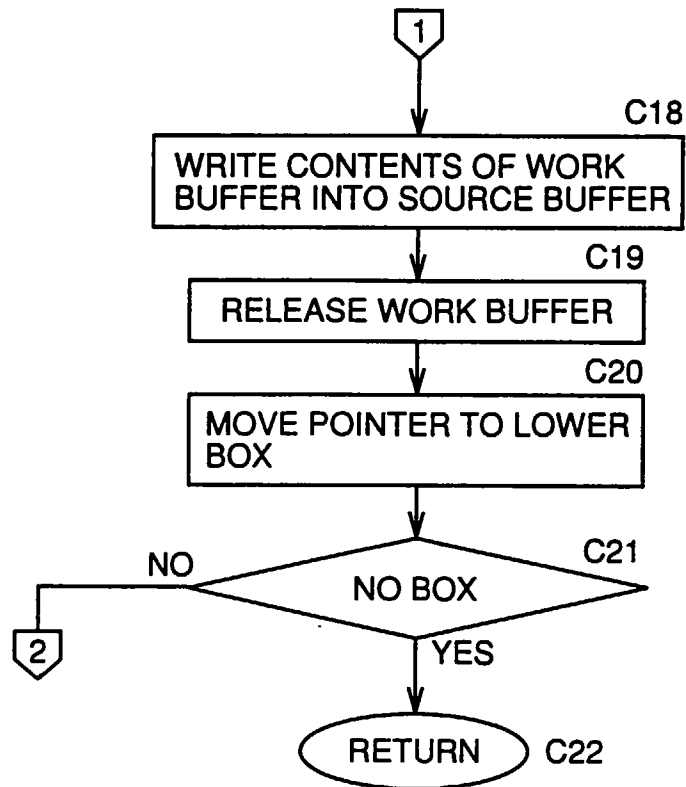 1
C18
WRITE CONTENTS OF WORK
BUFFER INTO SOURCE BUFFER
C19
RELEASE WORK BUFFER
C20
MOVE POINTER TO LOWER
BOX
C21
NO
NO BOX
2
YES
RETURN
C22